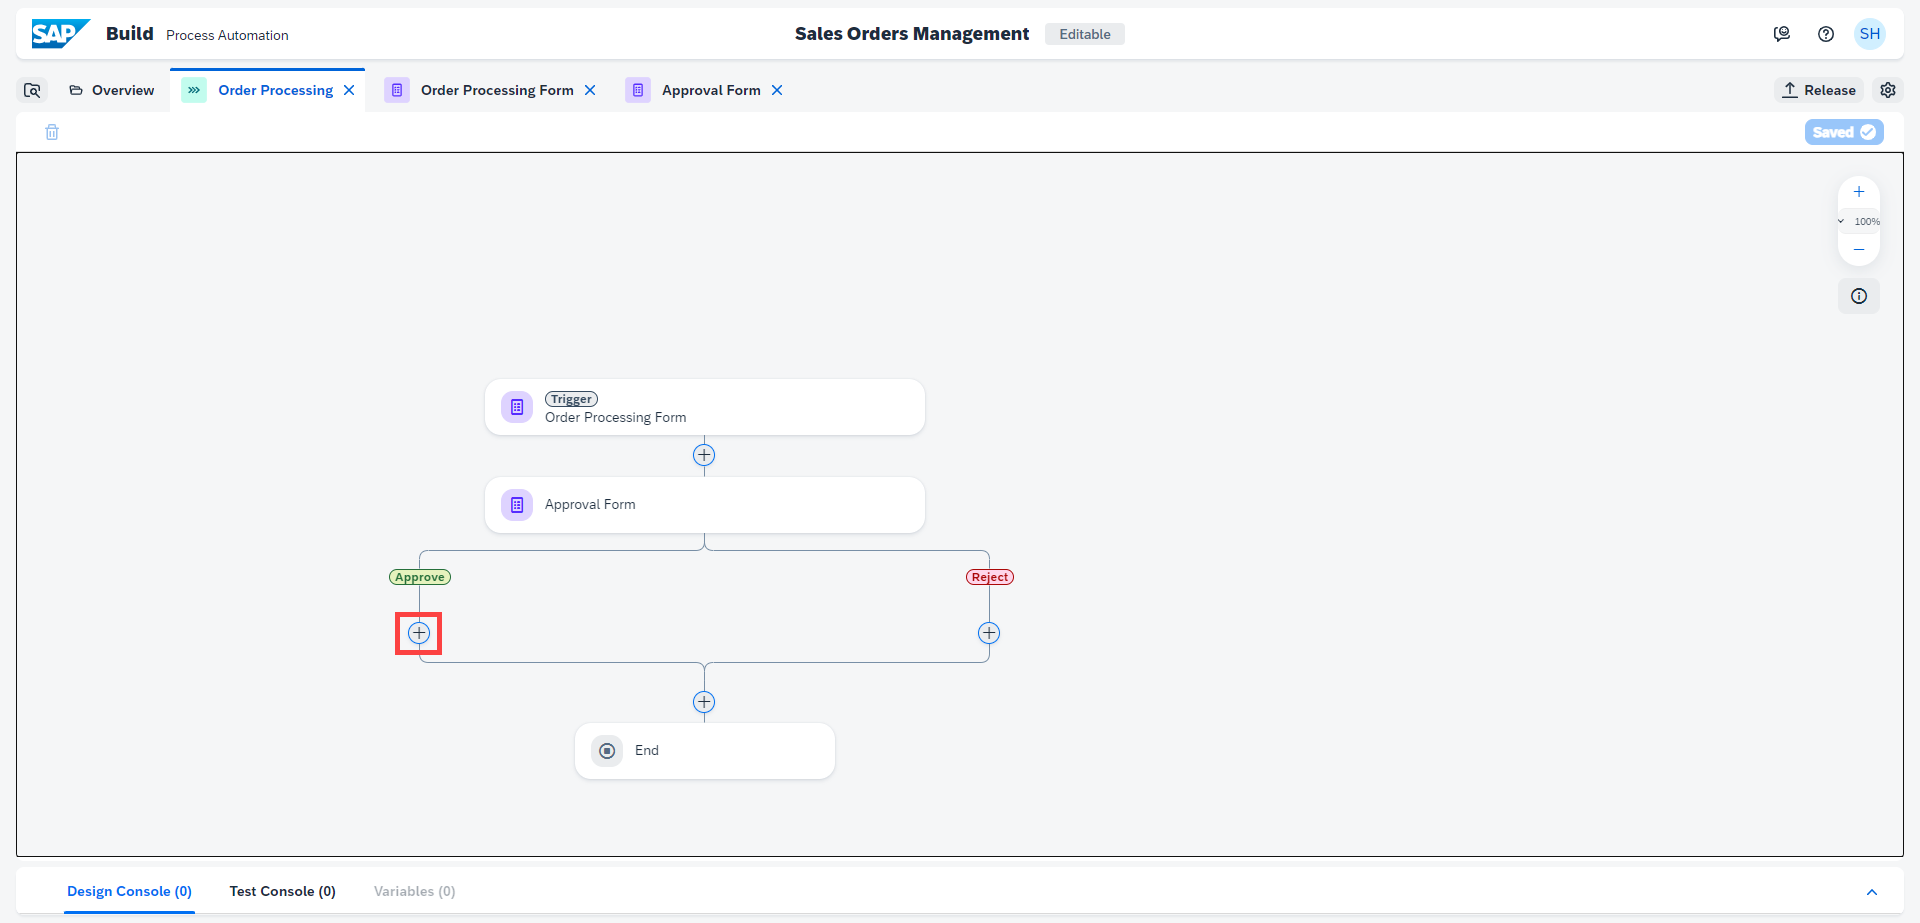 SAP Build Process Automation Sales Orders Management Editable SH
Overview Order Processing Order Processing Form Approval Form Release
Saved
100%
Trigger
Order Processing Form
Approval Form
Approve Reject
End
Design Console (0) Test Console (0) Variables (0)